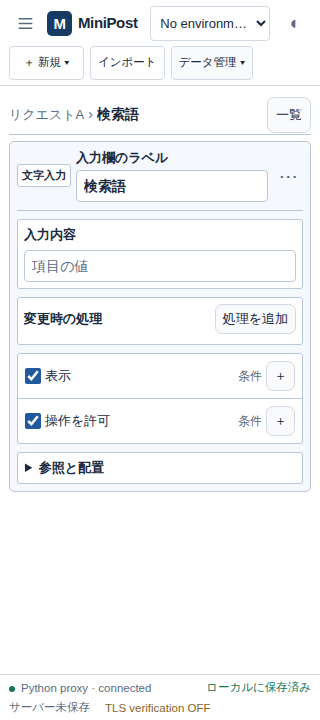 M MiniPost No environm…
＋ 新規 ▾ インポート データ管理 ▾
リクエストA › 検索語 一覧
入力欄のラベル
文字入力 検索語 …
入力内容
項目の値
変更時の処理 処理を追加
表示 条件 ＋
操作を許可 条件 ＋
▶ 参照と配置
Python proxy · connected ローカルに保存済み
サーバー未保存 TLS verification OFF